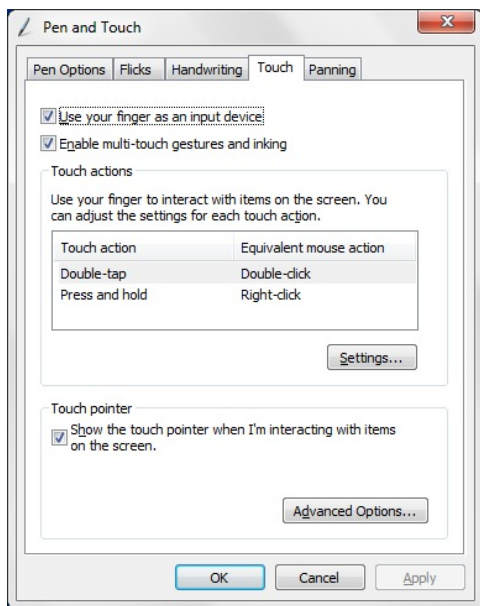 Pen and Touch
Pen Options Flicks Handwriting Touch Panning
Use your finger as an input device
Enable multi-touch gestures and inking
Touch actions
Use your finger to interact with items on the screen. You
can adjust the settings for each touch action.
Touch action Equivalent mouse action
Double-tap Double-click
Press and hold Right-click
Settings...
Touch pointer
Show the touch pointer when I'm interacting with items
on the screen.
Advanced Options...
OK Cancel Apply